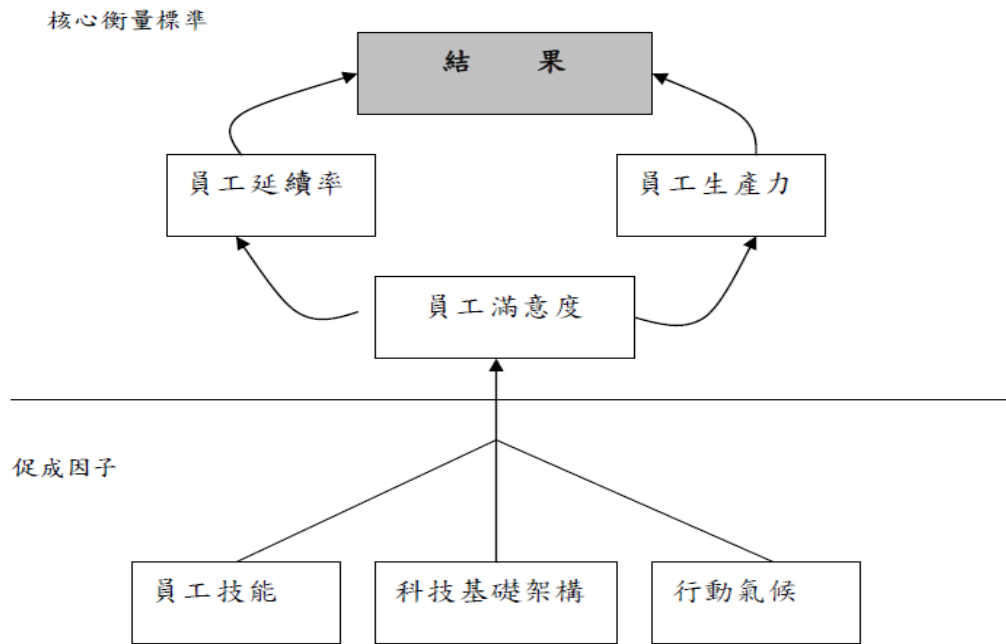 核心衡量標準
結 果
員工延續率
員工生產力
員工滿意度
促成因子
員工技能
科技基礎架構
行動氣候